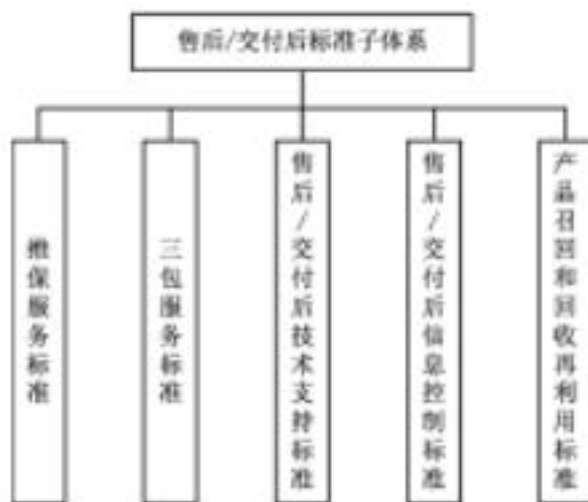 售后/交付后标准子体系
维保服务标准
三包服务标准
售后/交付后技术支持标准
售后/交付后信息控制标准
产品召回和回收再利用标准